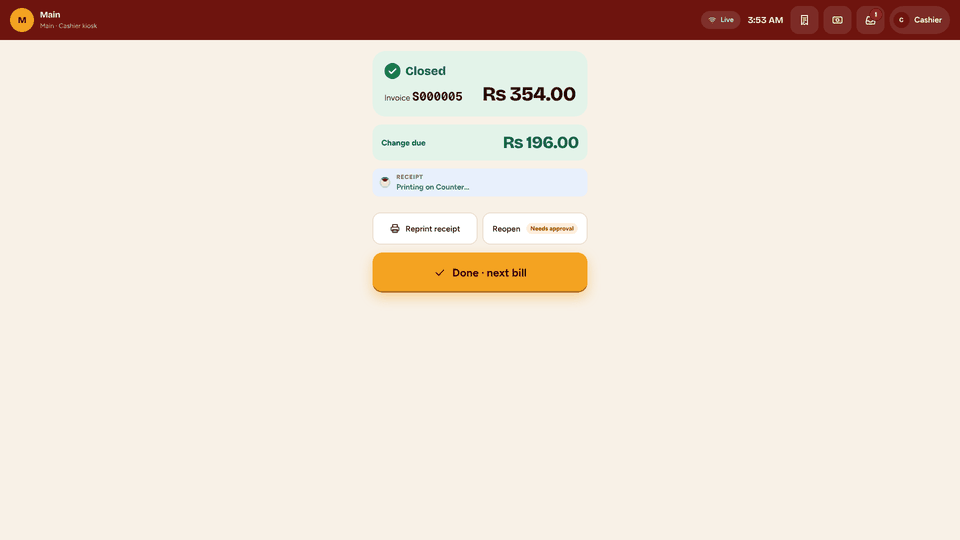 M
Main
Main · Cashier kiosk
Live
3:53 AM
1
C
Cashier
Closed
Invoice S000005
Rs 354.00
Change due
Rs 196.00
RECEIPT
Printing on Counter...
Reprint receipt
Reopen
Needs approval
Done · next bill